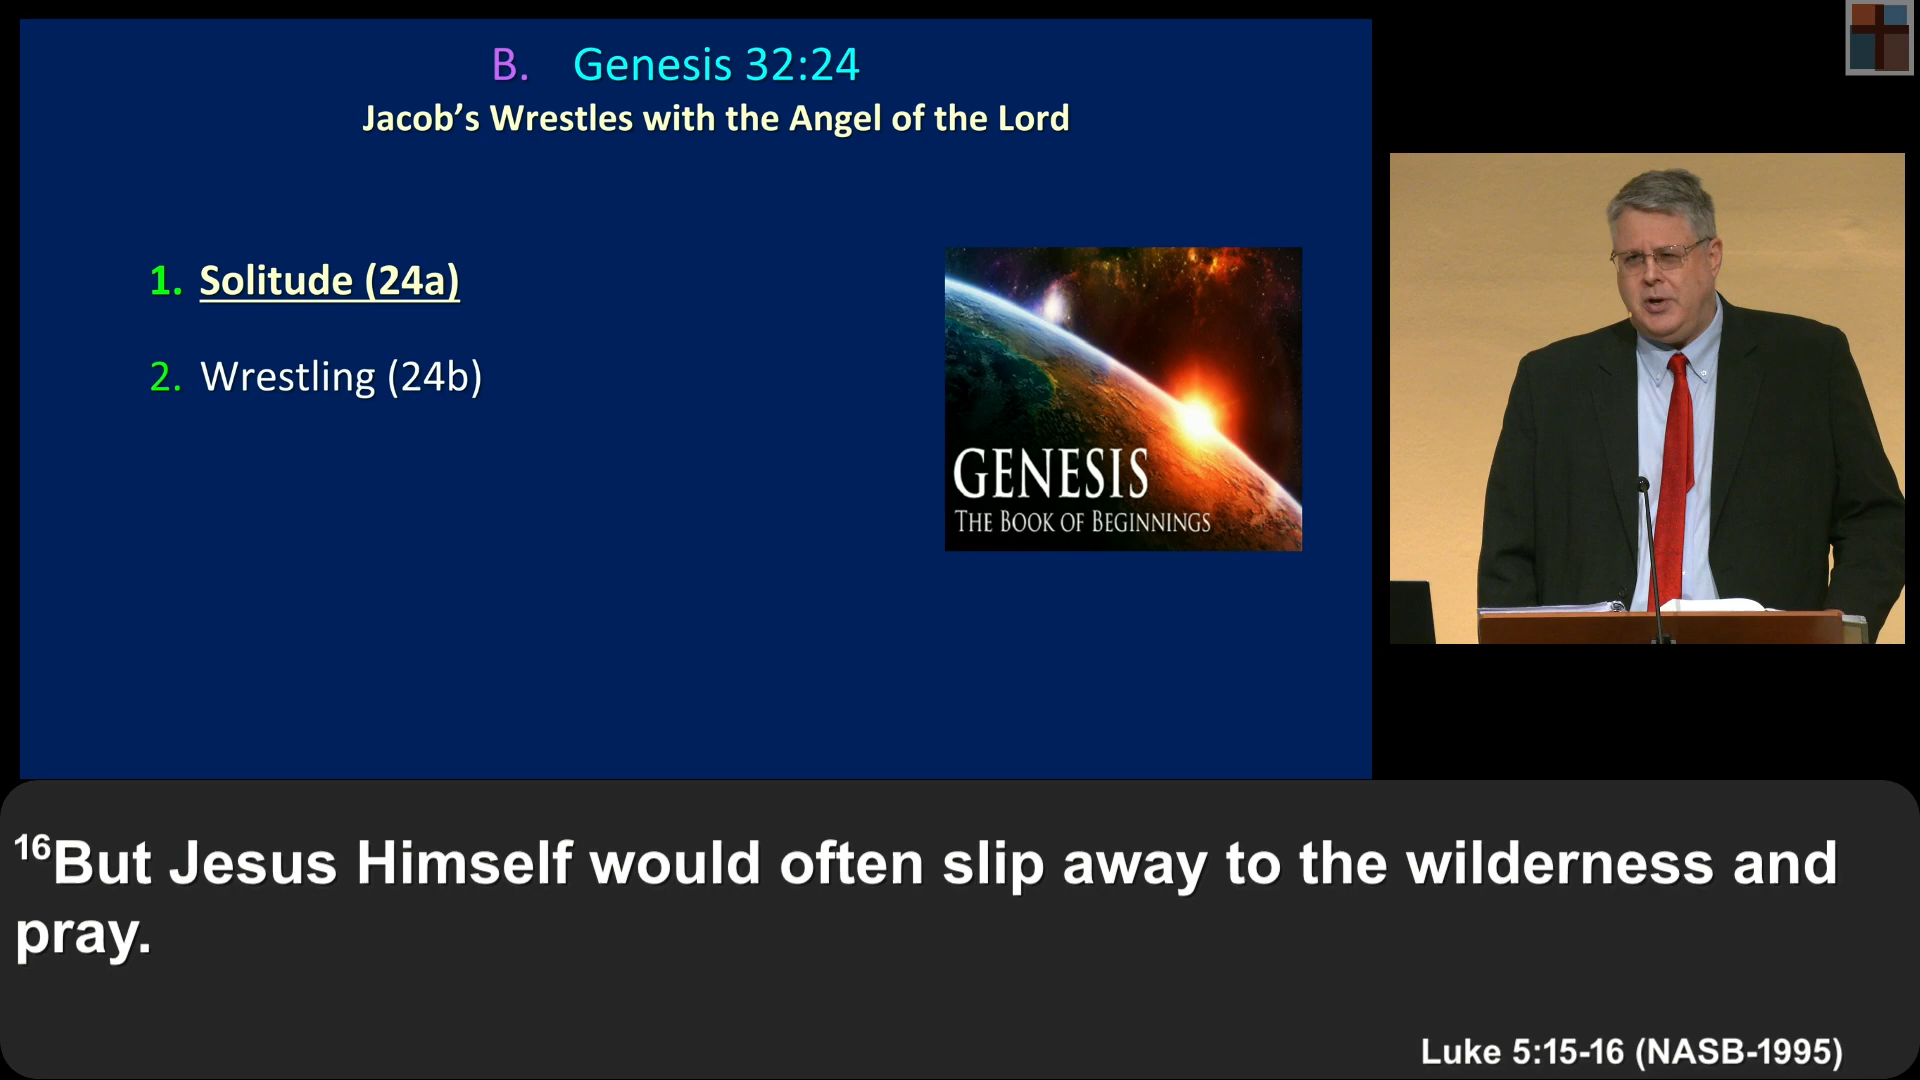 B. Genesis 32:24
Jacob’s Wrestles with the Angel of the Lord
1. Solitude (24a)
2. Wrestling (24b)
GENESIS
THE BOOK OF BEGINNINGS
16But Jesus Himself would often slip away to the wilderness and
pray.
Luke 5:15-16 (NASB-1995)